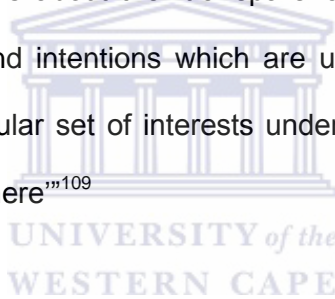 nd intentions which are u
ular set of interests under
ere’”109
UNIVERSITY of the
WESTERN CAPE